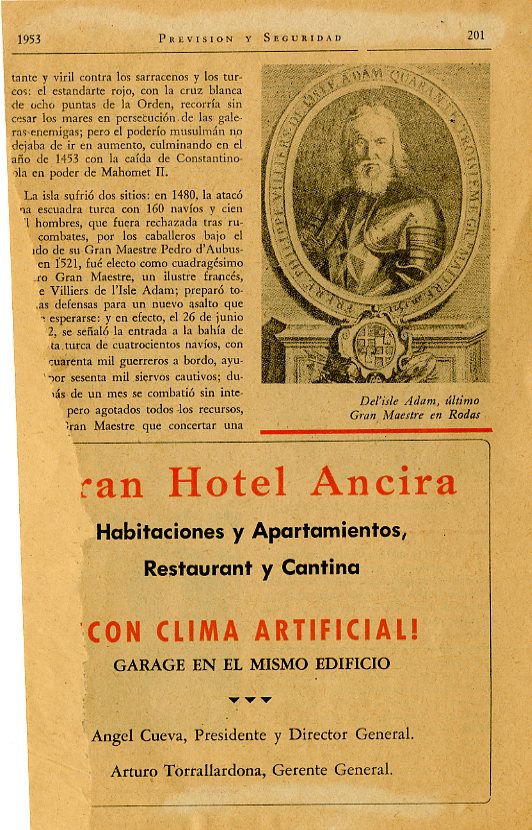 1953 PREVISION Y SEGURIDAD 201
tante y viril contra los sarracenos y los tur-
cos: el estandarte rojo, con la cruz blanca
de ocho puntas de la Orden, recorría sin
cesar los mares en persecución de las gale-
ras enemigas; pero el poderío musulmán no
dejaba de ir en aumento, culminando en el
año de 1453 con la caída de Constantino-
pla en poder de Mahomet II.
La isla sufrió dos sitios: en 1480, la atacó
escuadra turca con 160 navíos y cien
hombres, que fuera rechazada tras ru-
combates, por los caballeros bajo el
do de su Gran Maestre Pedro d'Aubus-
en 1521, fué electo como cuadragésimo
ro Gran Maestre, un ilustre francés,
e Villiers de l'Isle Adam; preparó to-
as defensas para un nuevo asalto que
esperarse: y en efecto, el 26 de junio
2, se señaló la entrada a la bahía de
ta turca de cuatrocientos navíos, con
cuarenta mil guerreros a bordo, ayu-
por sesenta mil siervos cautivos; du-
ás de un mes se combatió sin inte-
pero agotados todos los recursos,
Gran Maestre que concertar una
Del'isle Adam, último
Gran Maestre en Rodas
ran Hotel Ancira
Habitaciones y Apartamientos,
Restaurant y Cantina
¡CON CLIMA ARTIFICIAL!
GARAGE EN EL MISMO EDIFICIO
Angel Cueva, Presidente y Director General.
Arturo Torrallardona, Gerente General.